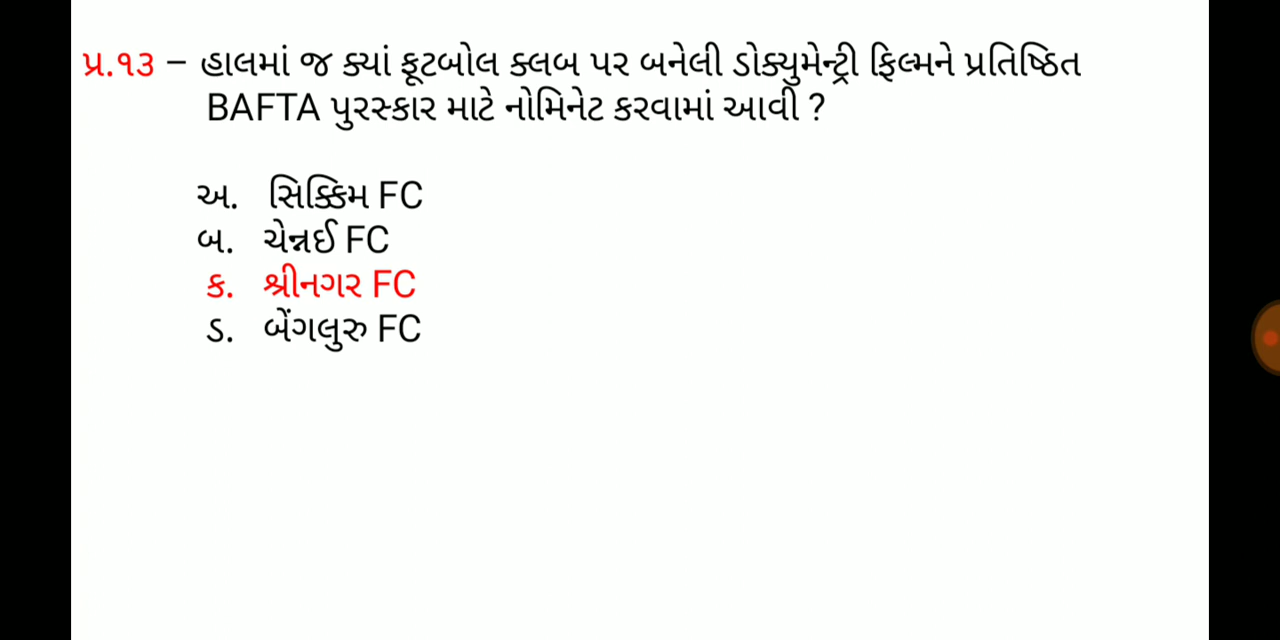 પ્ર.૧૩ – હાલમાં જ ક્યાં ફૂટબોલ ક્લબ પર બનેલી ડોક્યુમેન્ટ્રી ફિલ્મને પ્રતિષ્ઠિત
BAFTA પુરસ્કાર માટે નોમિનેટ કરવામાં આવી ?
અ. સિક્કિમ FC
બ. ચેન્નઈ FC
ક. શ્રીનગર FC
ડ. બેંગલુરુ FC